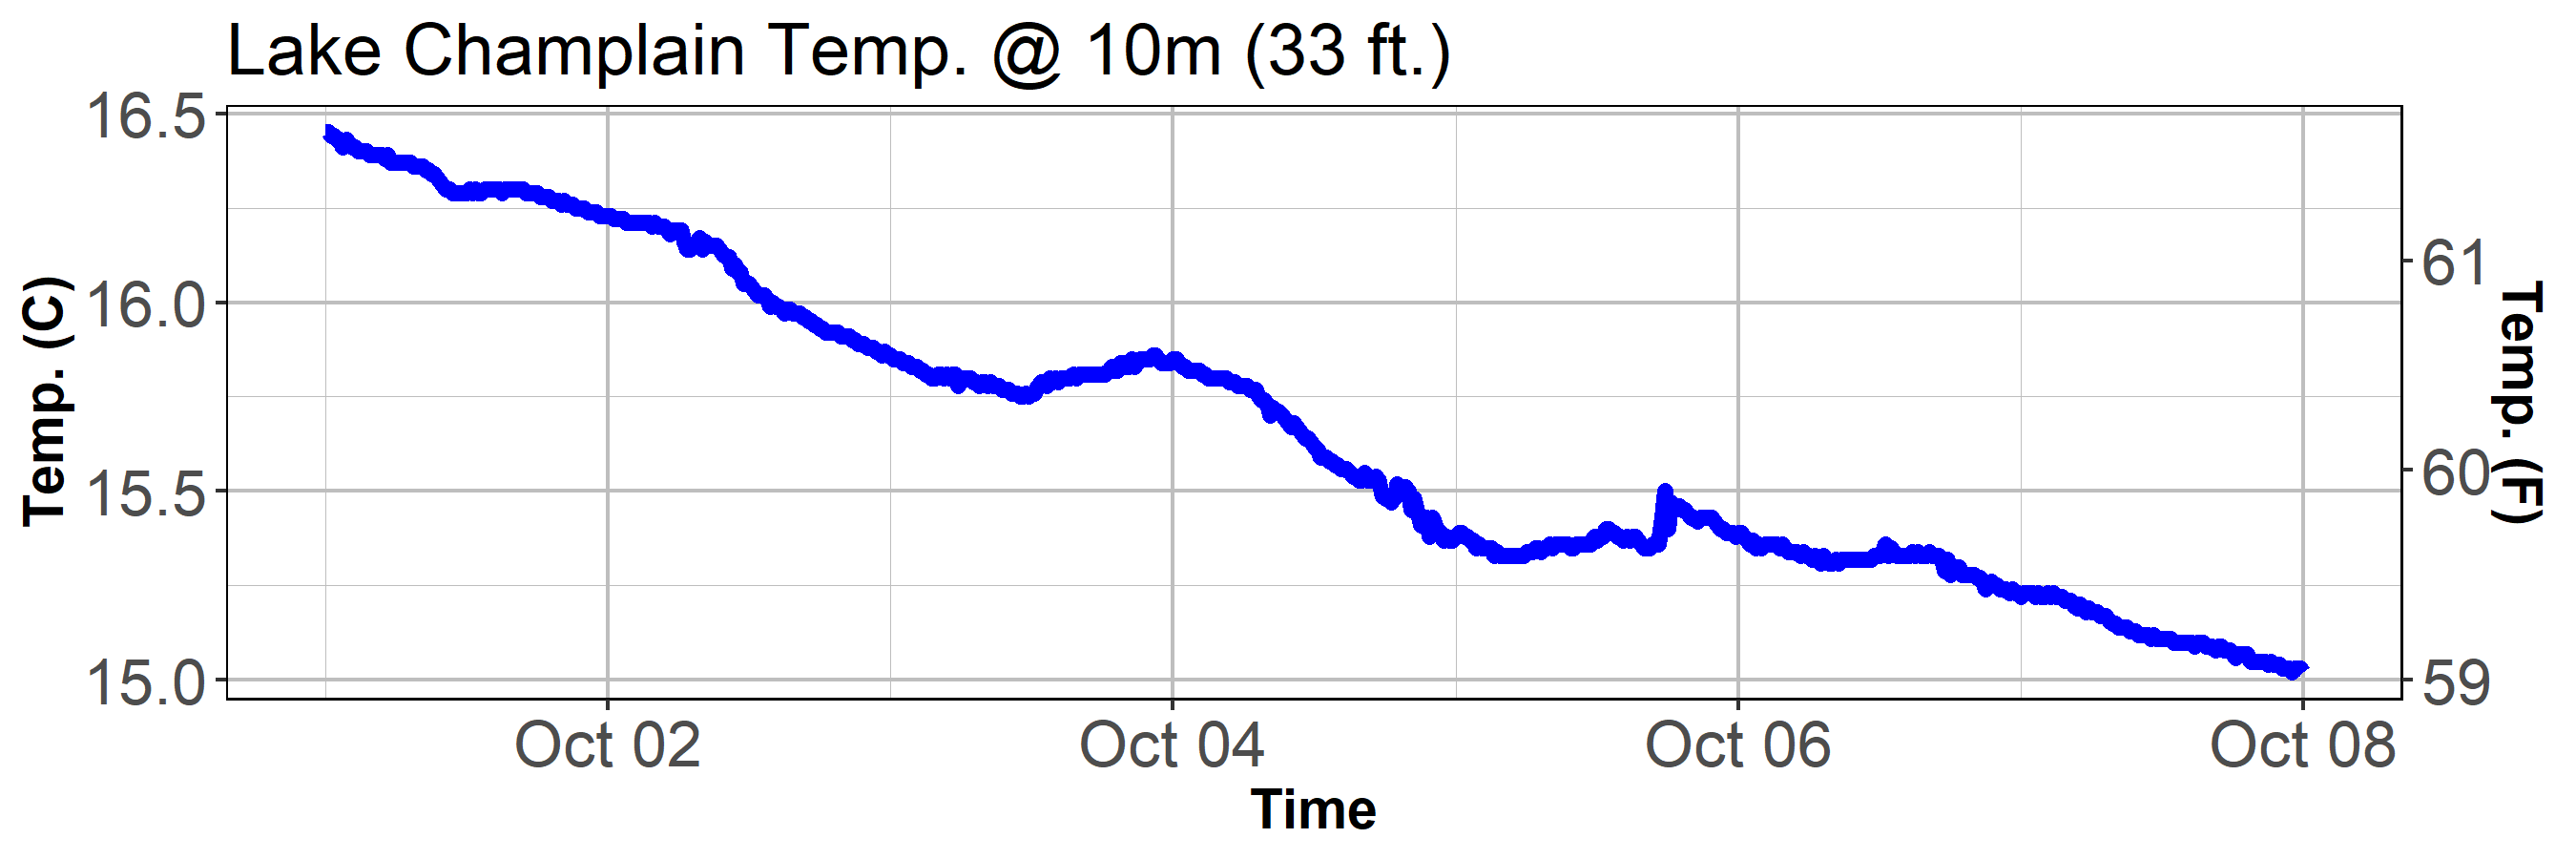 Lake Champlain Temp. @ 10m (33 ft.)
16.5
16.0
15.5
15.0
Temp. (C)
61
60
59
Temp. (F)
Oct 02 Oct 04 Oct 06 Oct 08
Time